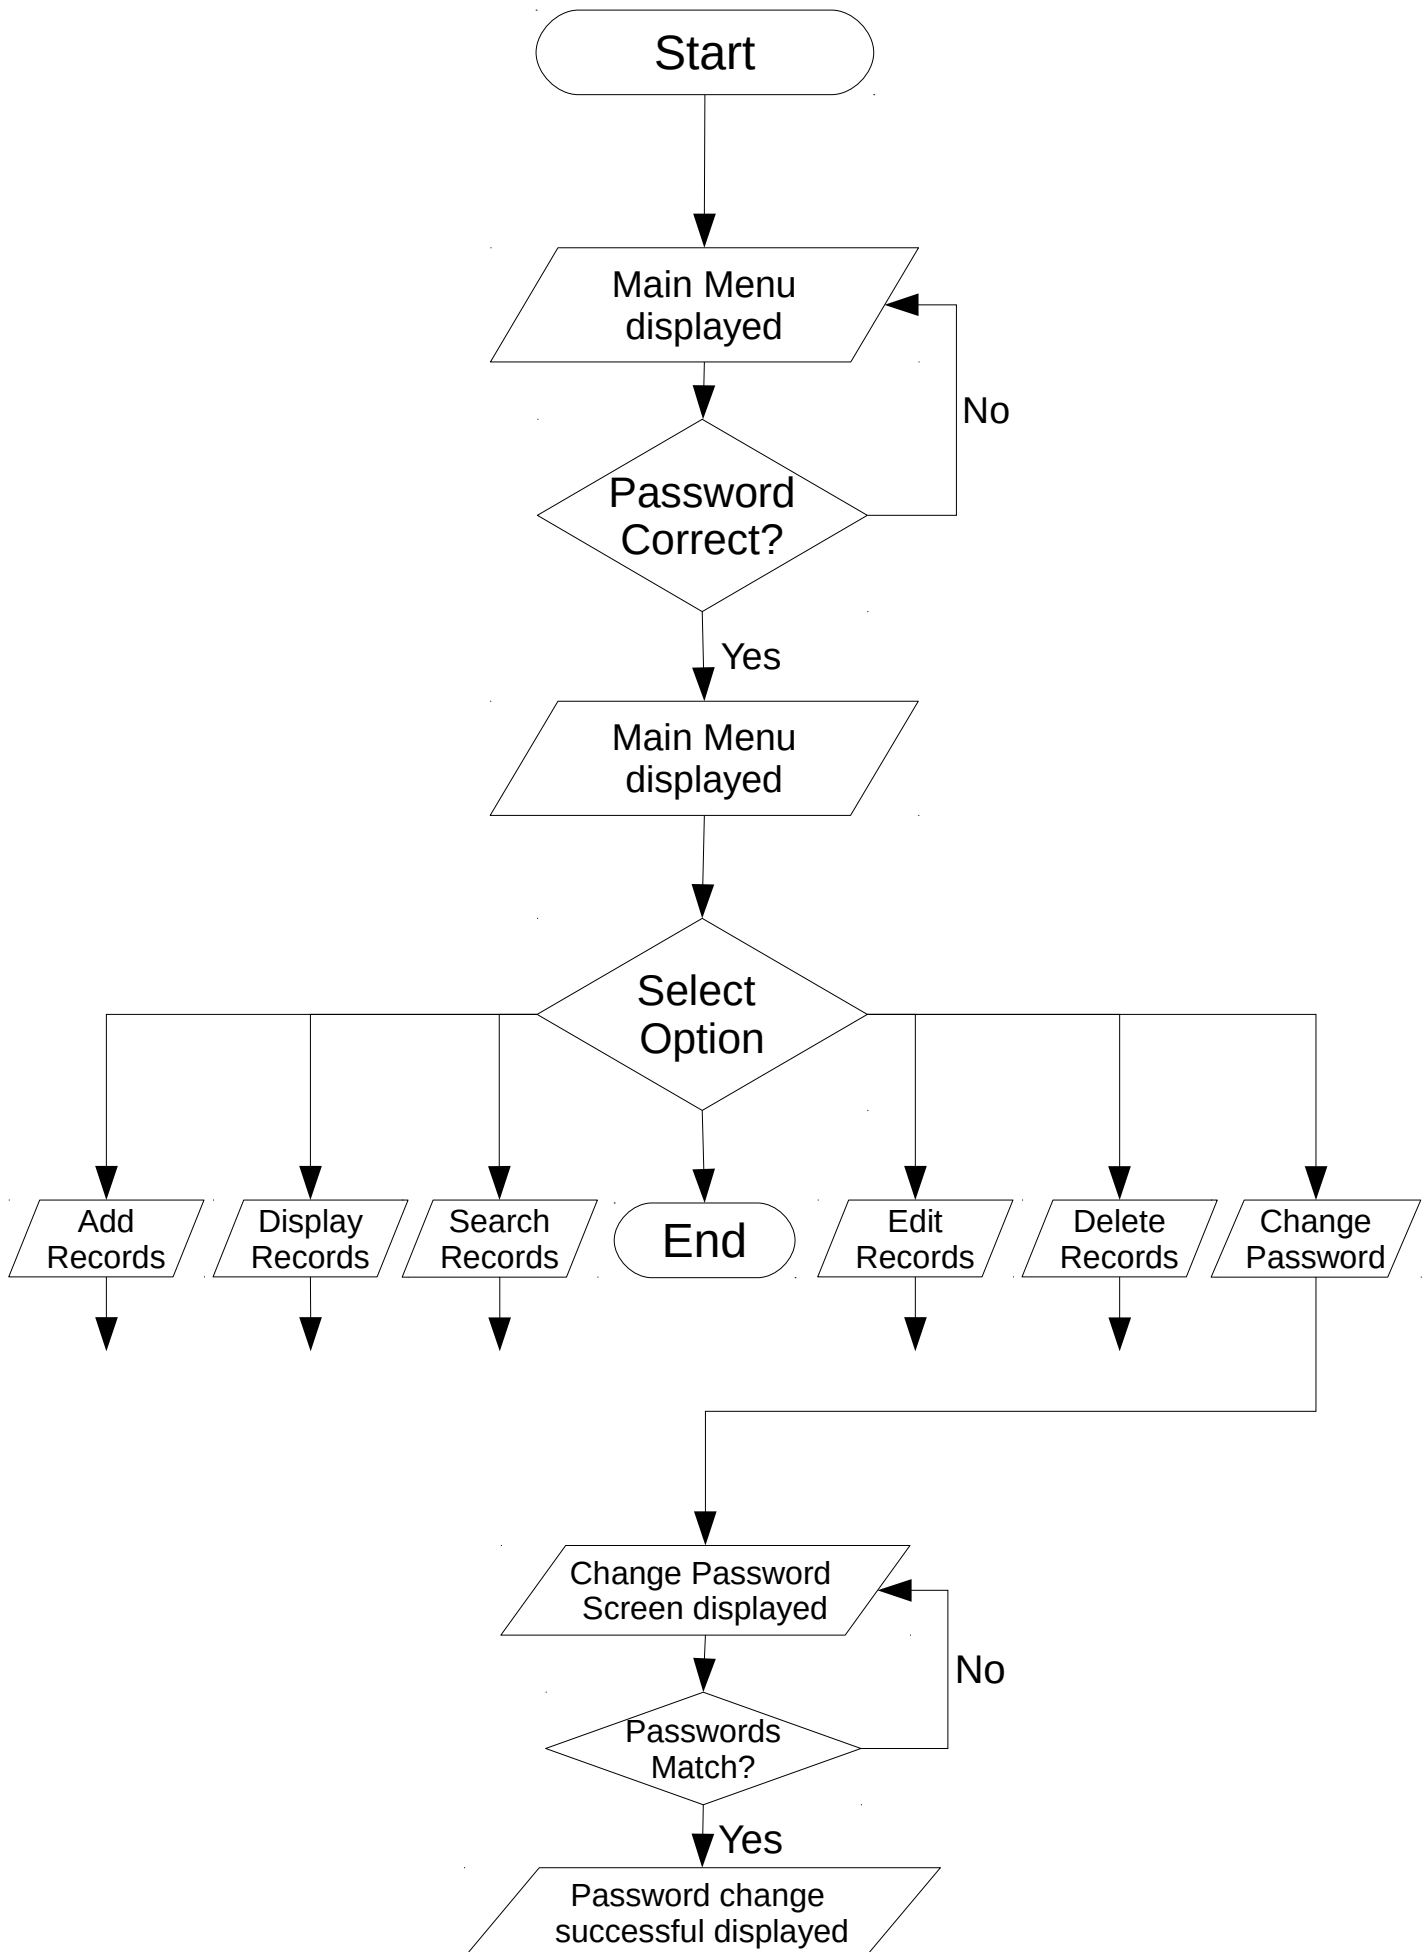 Start
Main Menu
displayed
No
Password
Correct?
Yes
Main Menu
displayed
Select
Option
Add
Records
Display
Records
Search
Records
End
Edit
Records
Delete
Records
Change
Password
Change Password
Screen displayed
No
Passwords
Match?
Yes
Password change
successful displayed